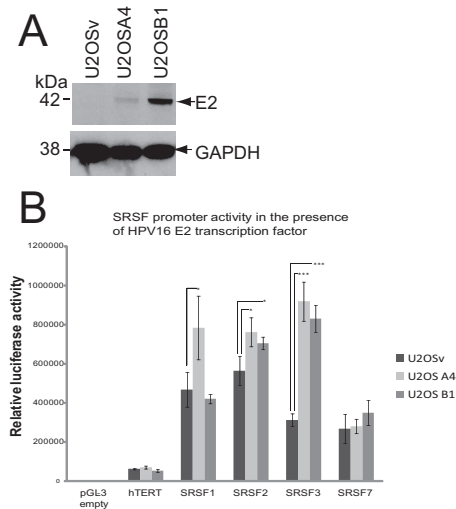 A
U2OSv
U2OSA4
U2OSB1
kDa
42
E2
38
GAPDH
B
SRSF promoter activity in the presence
of HPV16 E2 transcription factor
Relative luciferase activity
1200000
1000000
800000
600000
400000
200000
0
*
*
*
***
***
U2OSv
U2OS A4
U2OS B1
pGL3
empty
hTERT
SRSF1
SRSF2
SRSF3
SRSF7